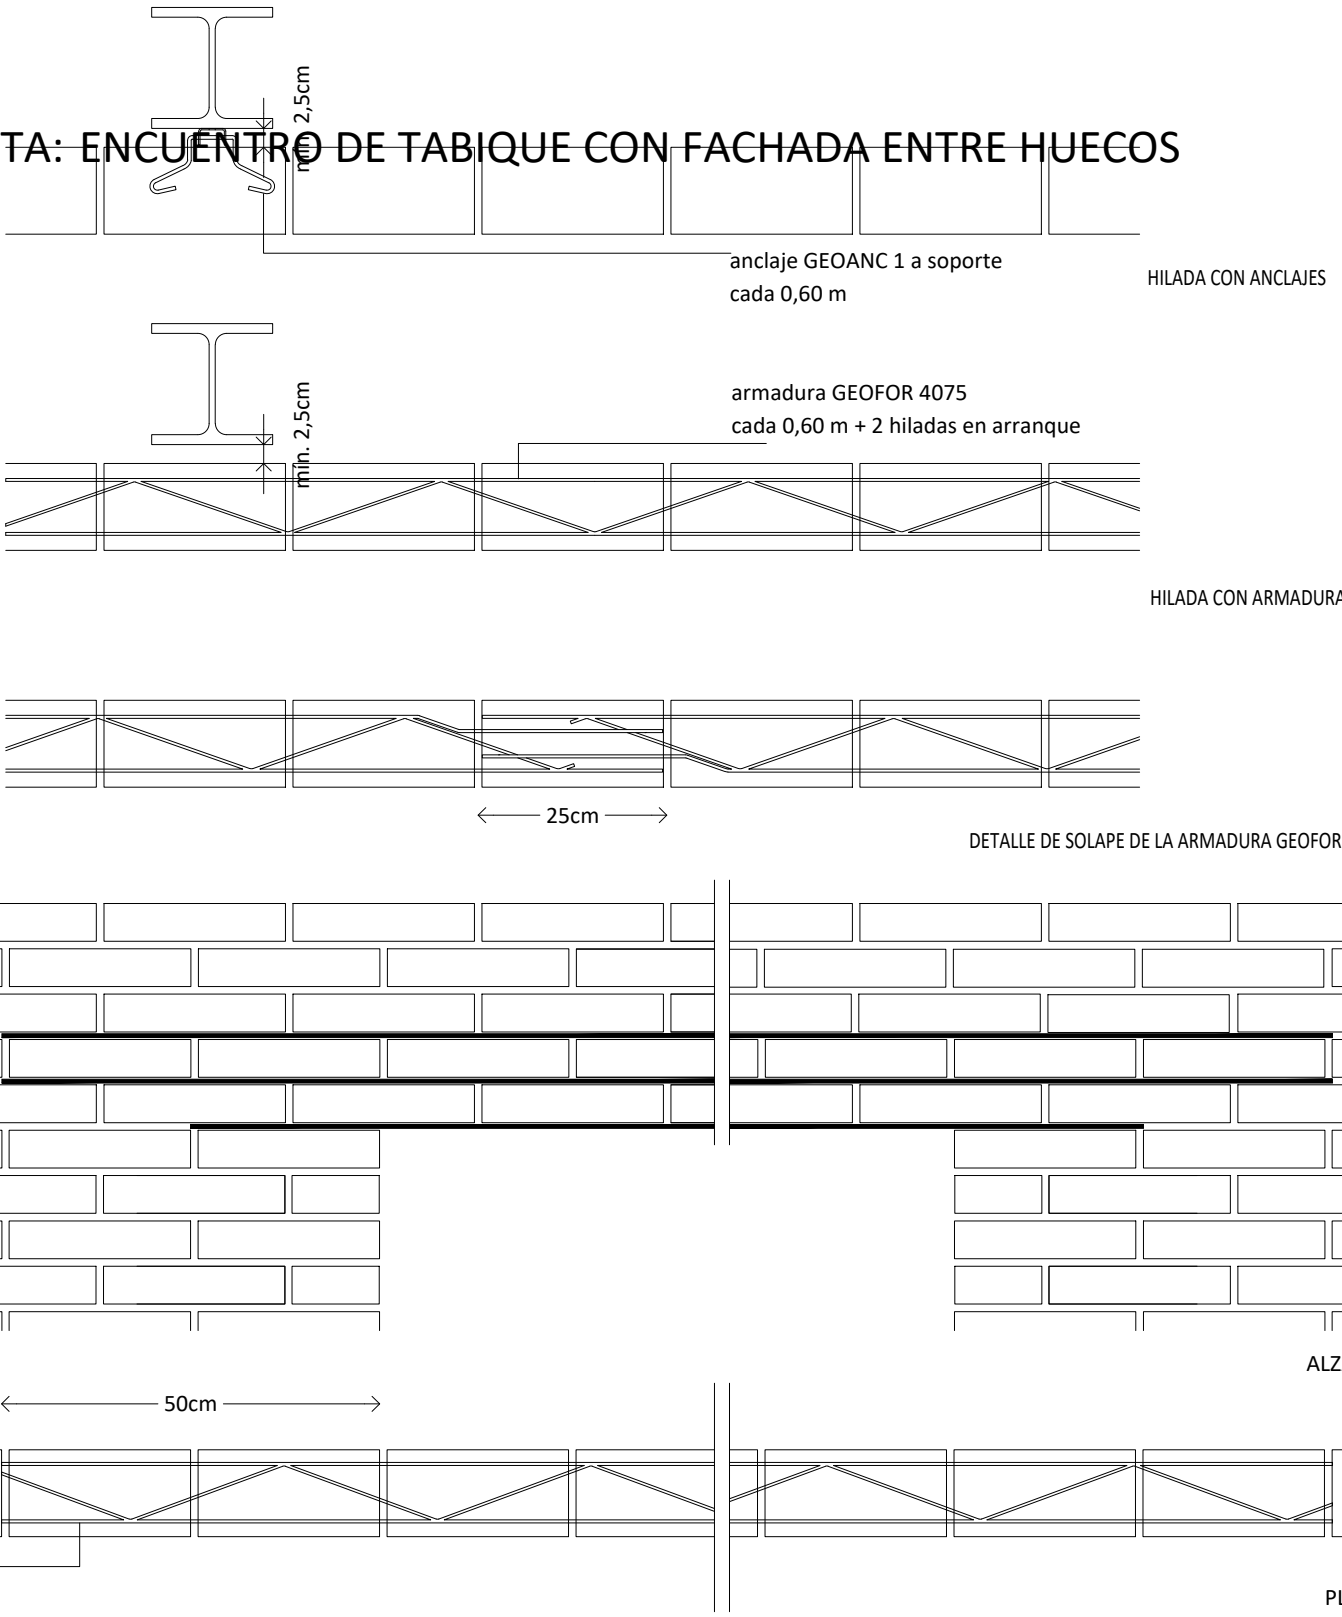 mín. 2,5cm
TA: ENCUENTRO DE TABIQUE CON FACHADA ENTRE HUECOS
anclaje GEOANC 1 a soporte
cada 0,60 m
HILADA CON ANCLAJES
mín. 2,5cm
armadura GEOFOR 4075
cada 0,60 m + 2 hiladas en arranque
HILADA CON ARMADURA
25cm
DETALLE DE SOLAPE DE LA ARMADURA GEOFOR
ALZ
50cm